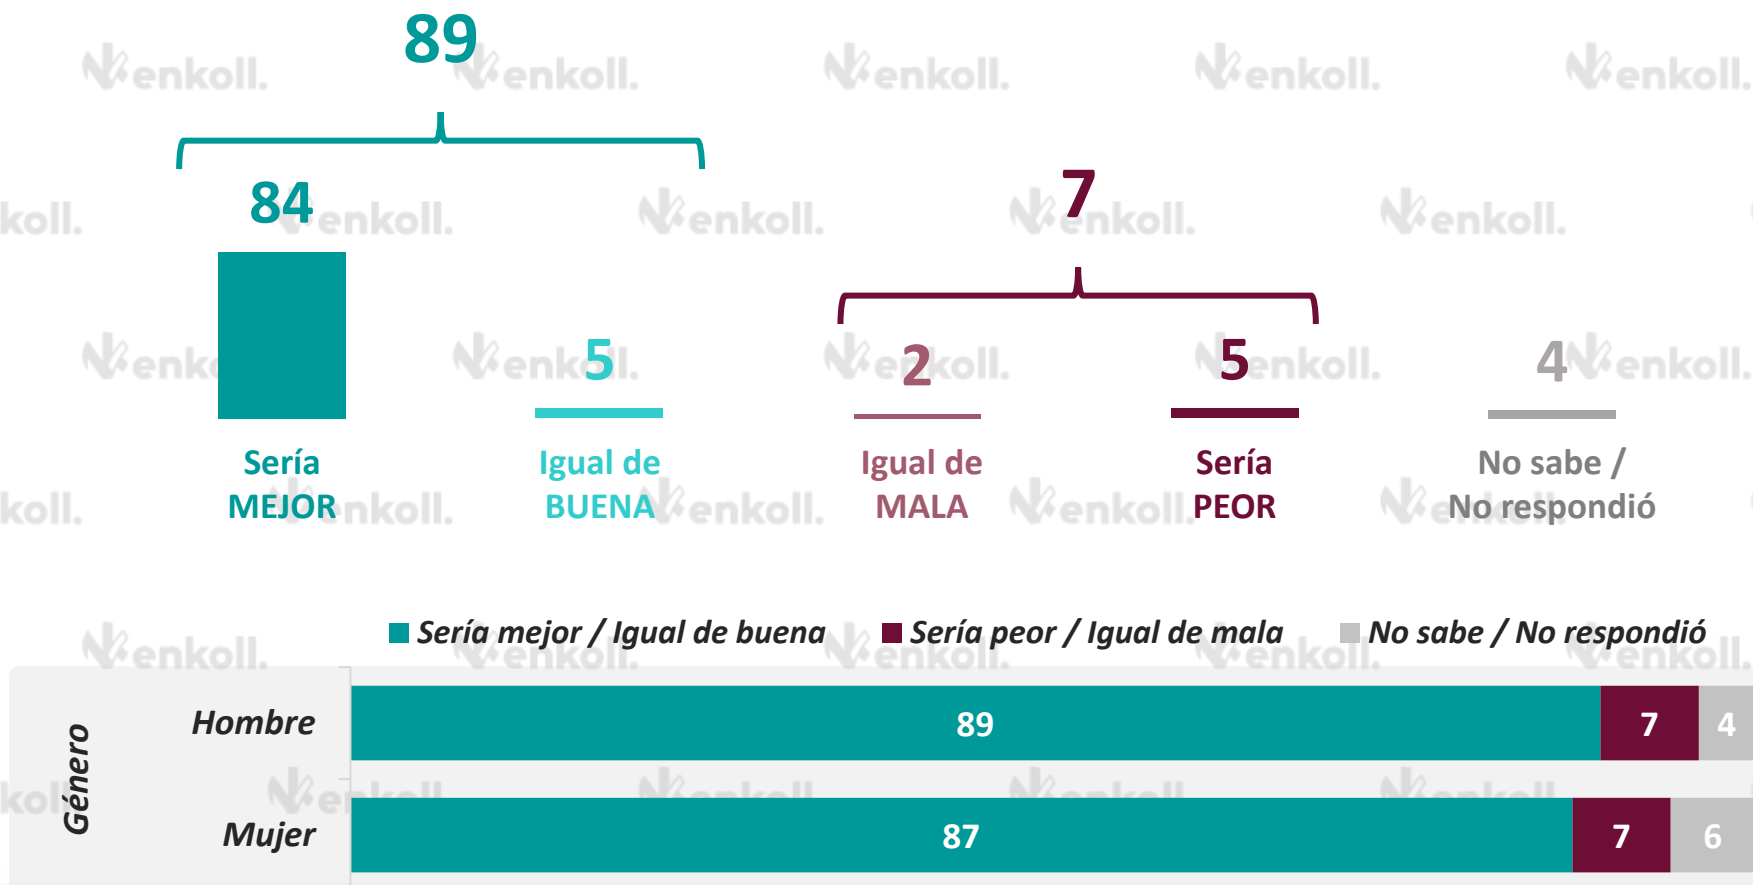 89
84
7
5
2
5
4
Sería
MEJOR
Igual de
BUENA
Igual de
MALA
Sería
PEOR
No sabe /
No respondió
Sería mejor / Igual de buena
Sería peor / Igual de mala
No sabe / No respondió
Género
Hombre
89
7
4
Mujer
87
7
6
enkoll.